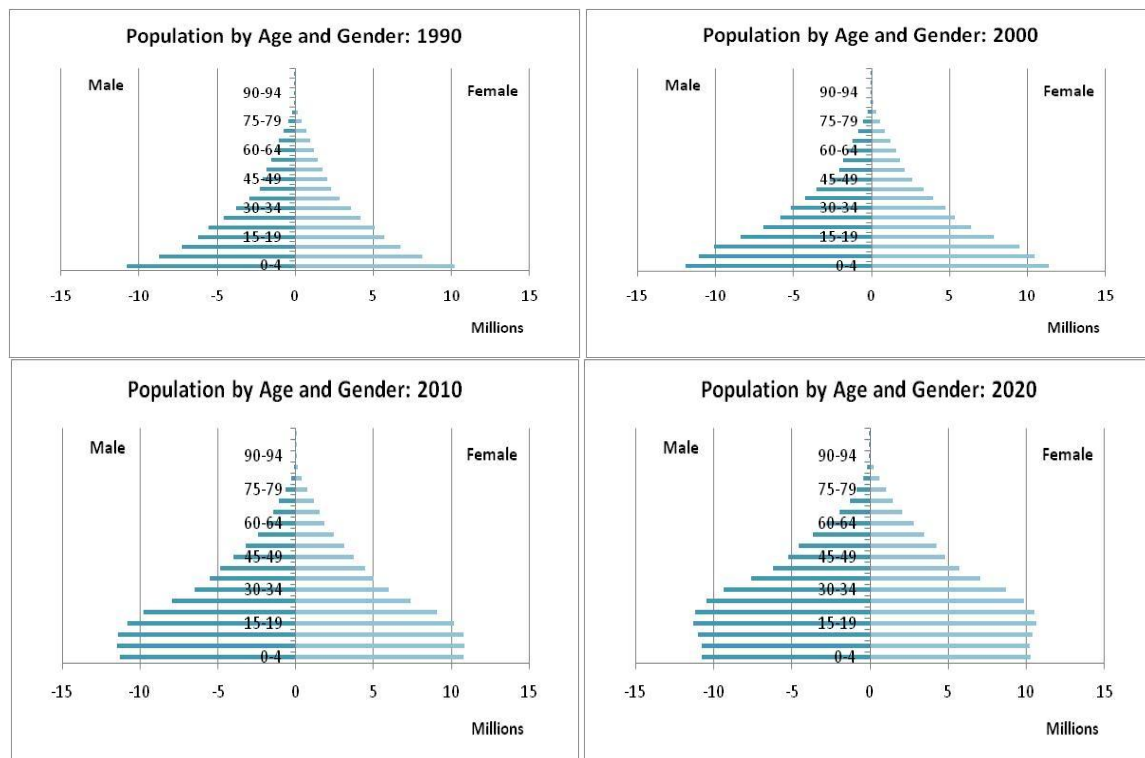 Population by Age and Gender: 1990
Male
Female
90-94
75-79
60-64
45-49
30-34
15-19
0-4
-15 -10 -5 0 5 10 15
Millions
Population by Age and Gender: 2000
Male
Female
90-94
75-79
60-64
45-49
30-34
15-19
0-4
-15 -10 -5 0 5 10 15
Millions
Population by Age and Gender: 2010
Male
Female
90-94
75-79
60-64
45-49
30-34
15-19
0-4
-15 -10 -5 0 5 10 15
Millions
Population by Age and Gender: 2020
Male
Female
90-94
75-79
60-64
45-49
30-34
15-19
0-4
-15 -10 -5 0 5 10 15
Millions